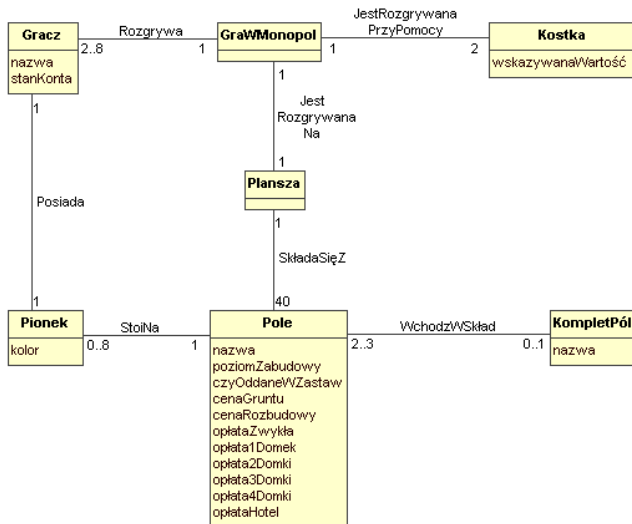 JestRozgrywana
PrzyPomocy
Gracz
Rozgrywa
GraWMonopol
Kostka
2..8
1
1
2
nazwa
stanKonta
wskazywanaWartość
1
1
Jest
Rozgrywana
Na
1
Plansza
Posiada
1
SkładaSięZ
1
40
Pionek
StoiNa
Pole
WchodzWSkład
KompletPól
kolor
0..8
1
2..3
0..1
nazwa
nazwa
poziomZabudowy
czyOddaneWZastaw
cenaGruntu
cenaRozbudowy
opłataZwykła
opłata1Domek
opłata2Domki
opłata3Domki
opłata4Domki
opłataHotel